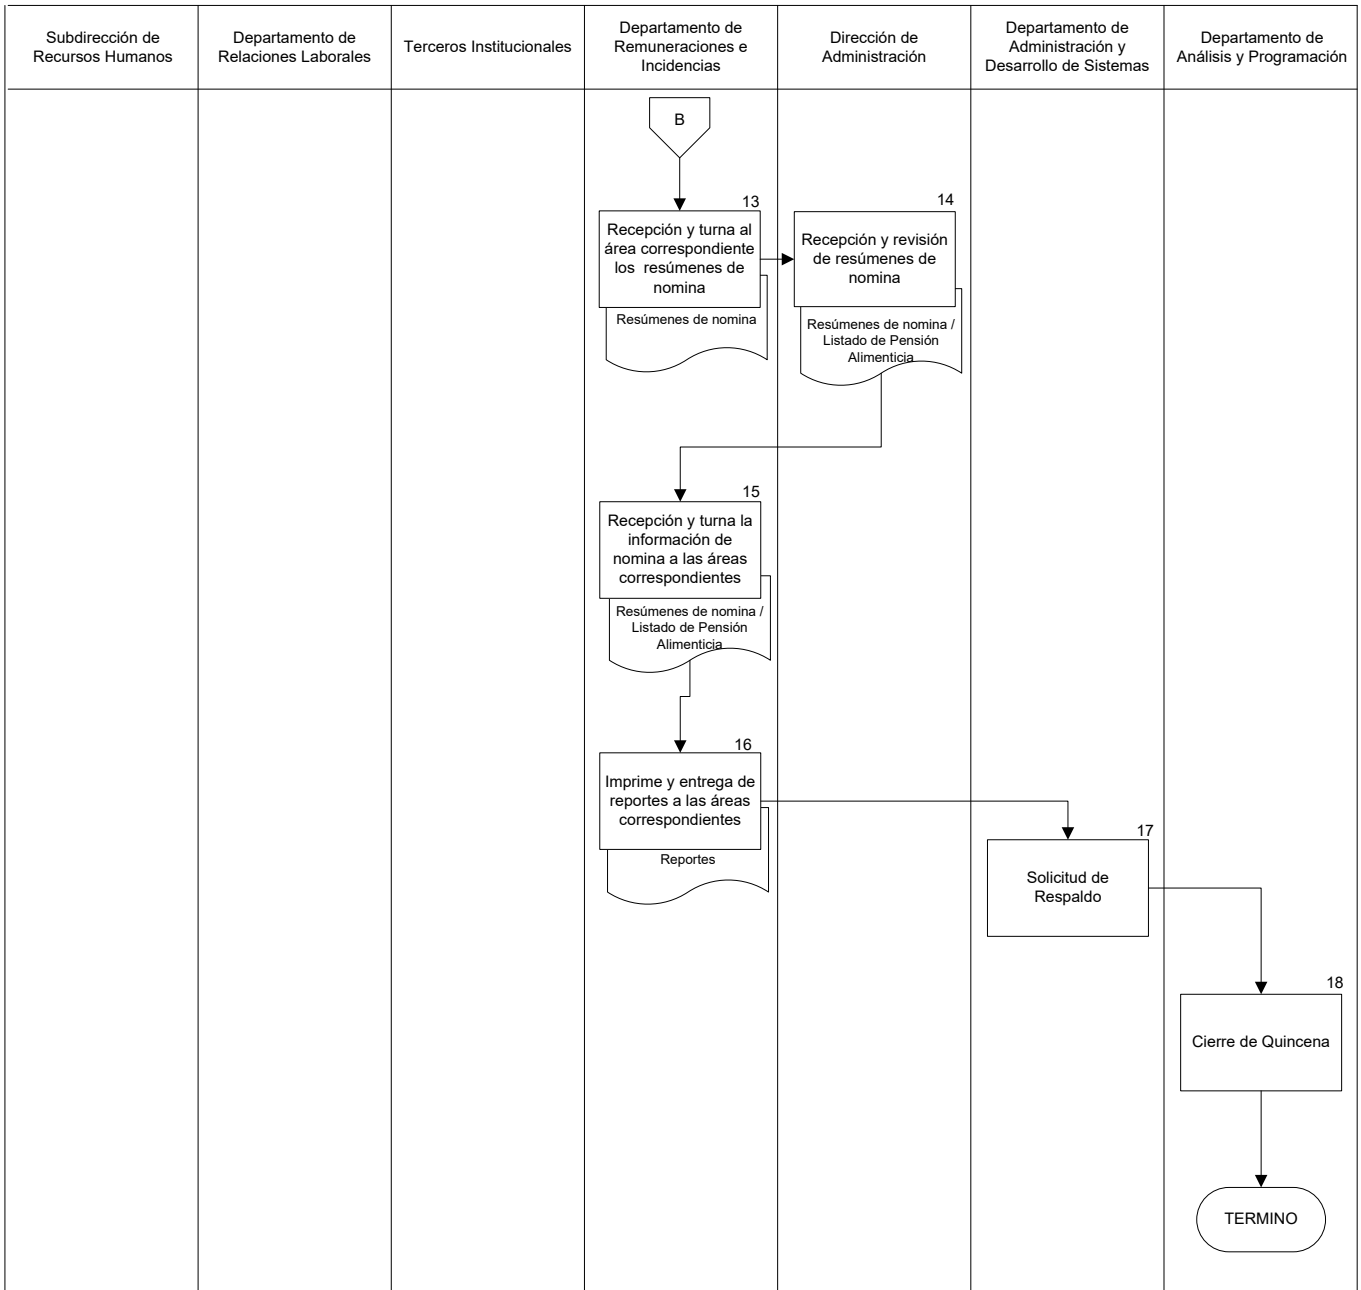 Subdirección de
Recursos Humanos
Departamento de
Relaciones Laborales
Terceros Institucionales
Departamento de
Remuneraciones e
Incidencias
Dirección de
Administración
Departamento de
Administración y
Desarrollo de Sistemas
Departamento de
Análisis y Programación
B
13
Recepción y turna al
área correspondiente
los resúmenes de
nomina
Resúmenes de nomina
14
Recepción y revisión
de resúmenes de
nomina
Resúmenes de nomina /
Listado de Pensión
Alimenticia
15
Recepción y turna la
información de
nomina a las áreas
correspondientes
Resúmenes de nomina /
Listado de Pensión
Alimenticia
16
Imprime y entrega de
reportes a las áreas
correspondientes
Reportes
17
Solicitud de
Respaldo
18
Cierre de Quincena
TERMINO